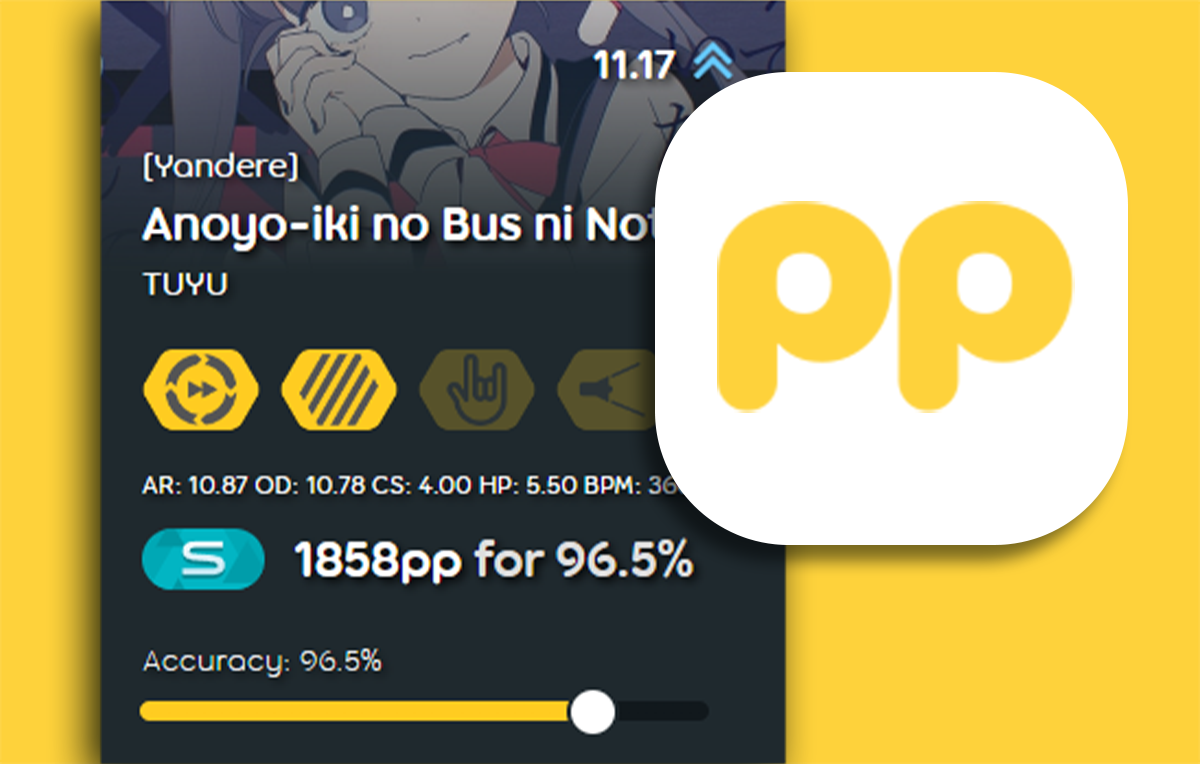 11.17
[Yandere]
Anoyo-iki no Bus ni Not
TUYU
AR: 10.87 OD: 10.78 CS: 4.00 HP: 5.50 BPM: 36
S
1858pp for 96.5%
Accuracy: 96.5%
pp